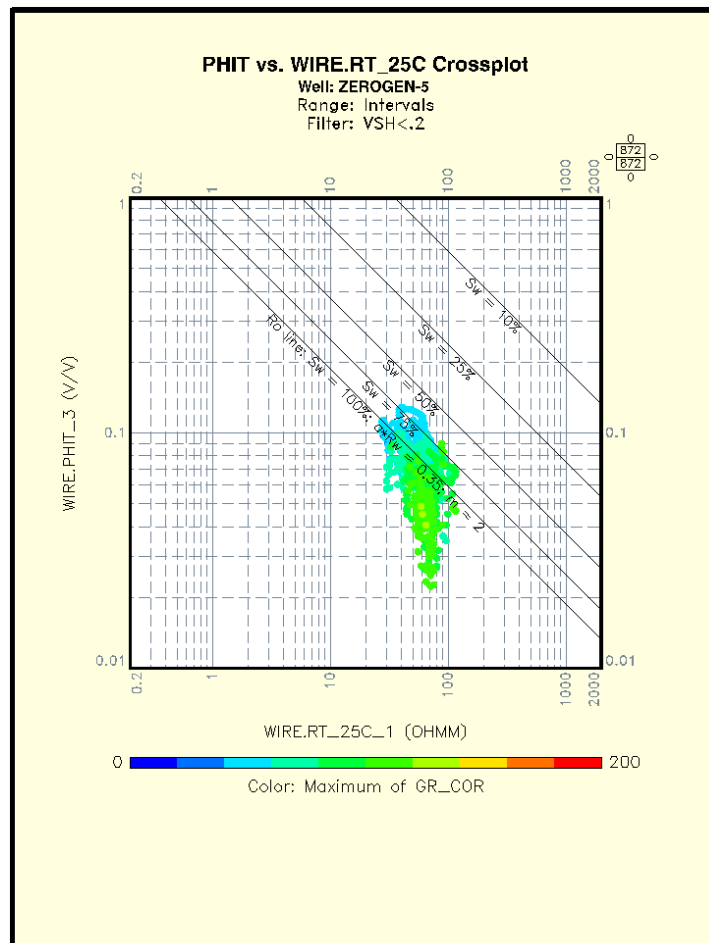 PHIT vs. WIRE.RT_25C Crossplot
Well: ZEROGEN-5
Range: Intervals
Filter: VSH<.2
0
0 872 0
872
0
0.2 1 10 100 1000 2000
1 1
Sw = 10%
Sw = 25%
Sw = 50%
Sw = 75%
Ro line: Sw = 100%: a*Rw = 0.35: m = 2
0.1 0.1
WIRE.PHIT_3 (V/V)
0.01 0.01
0.2 1 10 100 1000 2000
WIRE.RT_25C_1 (OHMM)
0 200
Color: Maximum of GR_COR